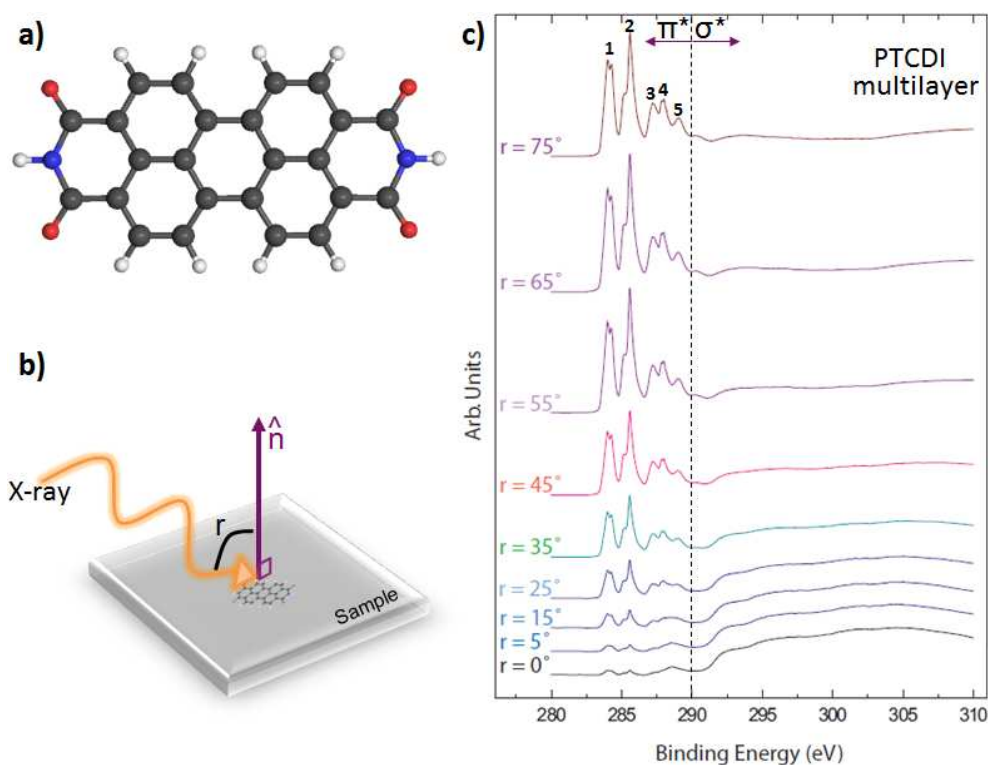 a)
b)
X-ray
r
n̂
Sample
c)
π* σ*
PTCDI
multilayer
1
2
3
4
5
r = 75°
r = 65°
r = 55°
r = 45°
r = 35°
r = 25°
r = 15°
r = 5°
r = 0°
Arb. Units
280 285 290 295 300 305 310
Binding Energy (eV)